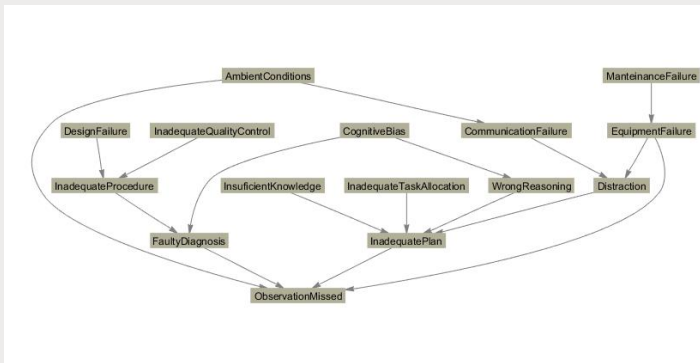 AmbientConditions
ManteinanceFailure
DesignFailure
InadequateQualityControl
CognitiveBias
CommunicationFailure
EquipmentFailure
InadequateProcedure
InsuficientKnowledge
InadequateTaskAllocation
WrongReasoning
Distraction
FaultyDiagnosis
InadequatePlan
ObservationMissed